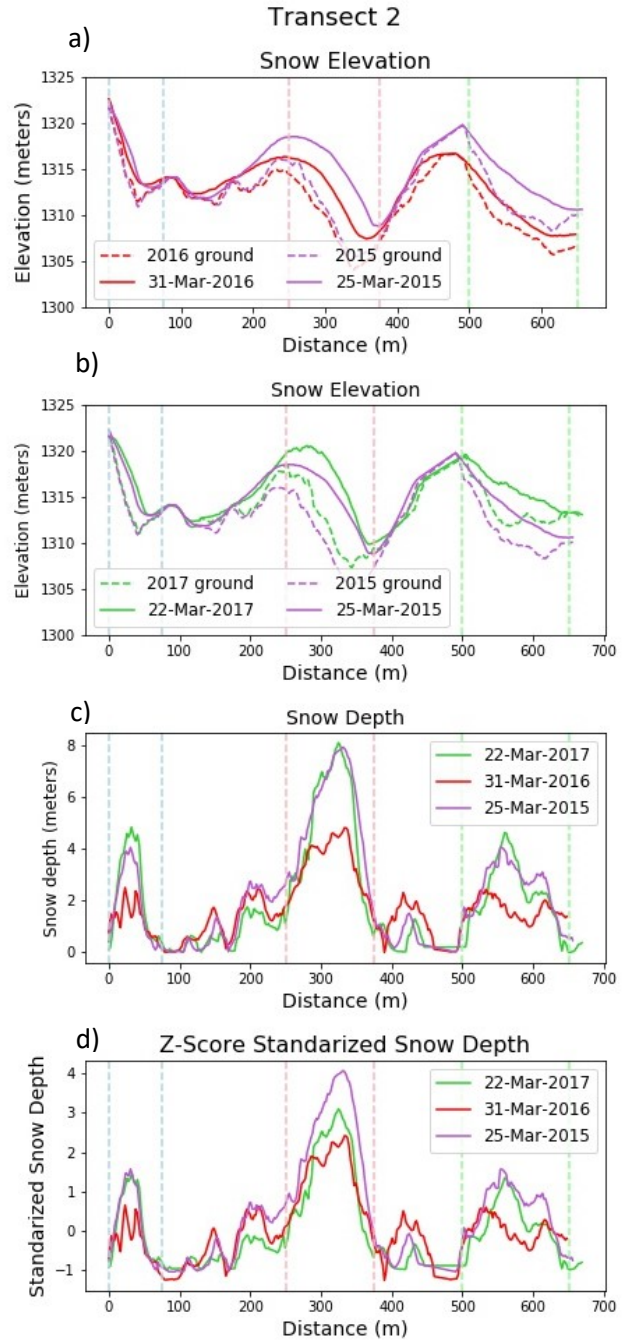 Transect 2
a)
Snow Elevation
Elevation (meters)
1325
1320
1315
1310
1305
1300
2016 ground
31-Mar-2016
2015 ground
25-Mar-2015
0 100 200 300 400 500 600
Distance (m)
b)
Snow Elevation
Elevation (meters)
1325
1320
1315
1310
1305
1300
2017 ground
22-Mar-2017
2015 ground
25-Mar-2015
0 100 200 300 400 500 600 700
Distance (m)
c)
Snow Depth
Snow depth (meters)
8
6
4
2
0
22-Mar-2017
31-Mar-2016
25-Mar-2015
0 100 200 300 400 500 600 700
Distance (m)
d)
Z-Score Standarized Snow Depth
Standarized Snow Depth
4
3
2
1
0
−1
22-Mar-2017
31-Mar-2016
25-Mar-2015
0 100 200 300 400 500 600 700
Distance (m)